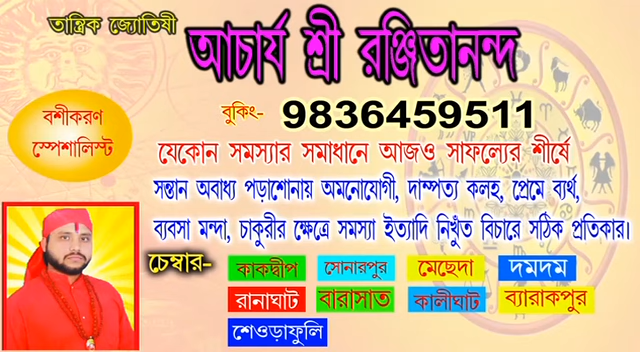 তান্ত্রিক জ্যোতিষী
আচার্য শ্রী রঞ্জিতানন্দ
বশীকরণ
স্পেশালিস্ট
বুকিং- 9836459511
যেকোন সমস্যার সমাধানে আজও সাফল্যের শীর্ষে
সন্তান অবাধ্য পড়াশোনায় অমনোযোগী, দাম্পত্য কলহ, প্রেমে ব্যর্থ,
ব্যবসা মন্দা, চাকুরীর ক্ষেত্রে সমস্যা ইত্যাদি নিখুঁত বিচারে সঠিক প্রতিকার।
চেম্বার- কাকদ্বীপ সোনারপুর মেছেদা দমদম
রানাঘাট বারাসাত কালীঘাট ব্যারাকপুর
শেওড়াফুলি